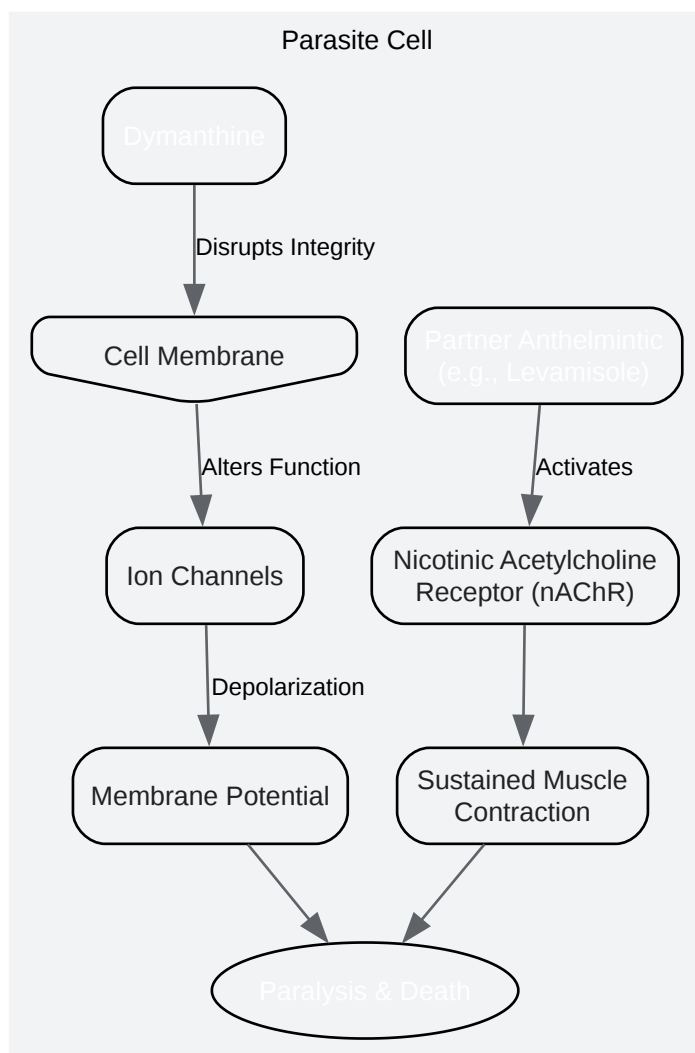 Parasite Cell
Dymanthine
Disrupts Integrity
Cell Membrane
Partner Anthelmintic
(e.g., Levamisole)
Alters Function
Activates
Ion Channels
Nicotinic Acetylcholine
Receptor (nAChR)
Depolarization
Membrane Potential
Sustained Muscle
Contraction
Paralysis & Death